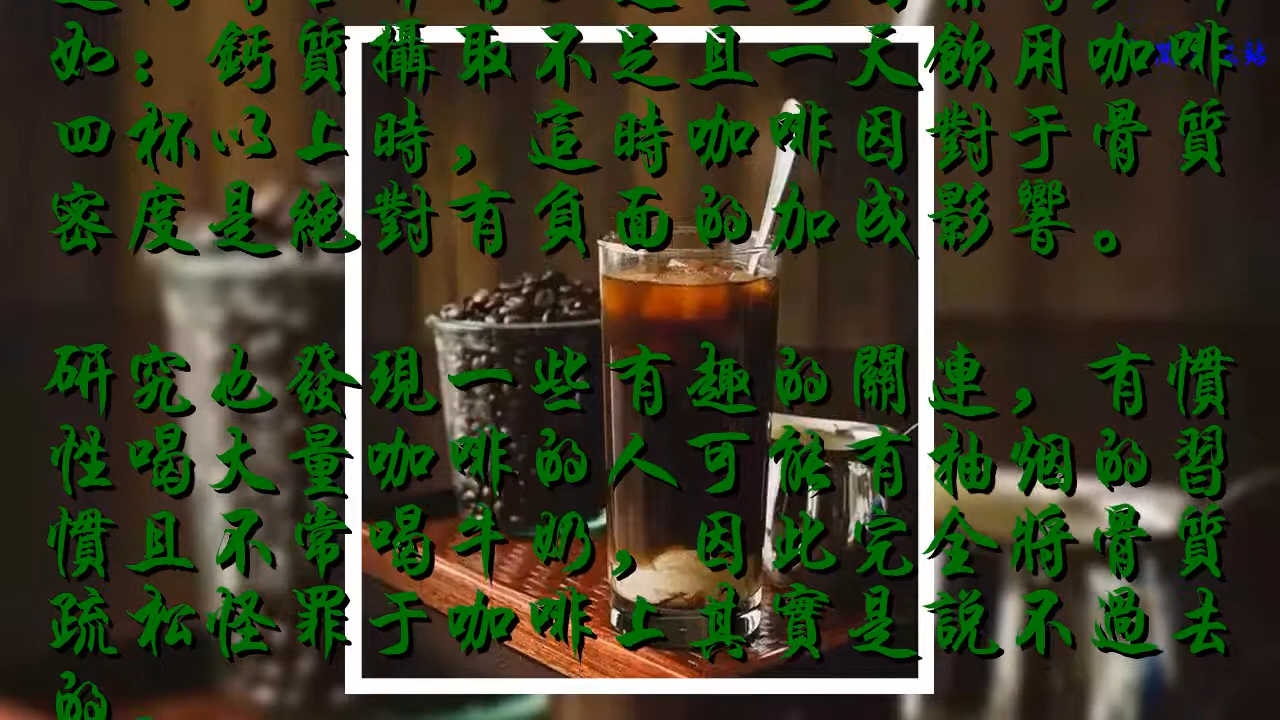 如：鈣質攝取不足且一天飲用咖啡
四杯以上時，這時咖啡因對于骨質
密度是絕對有負面的加成影響。
研究也發現一些有趣的關連，有慣
性喝大量咖啡的人可能有抽烟的習
慣且不常喝牛奶，因此完全將骨質
疏松怪罪于咖啡上其實是說不過去
的。